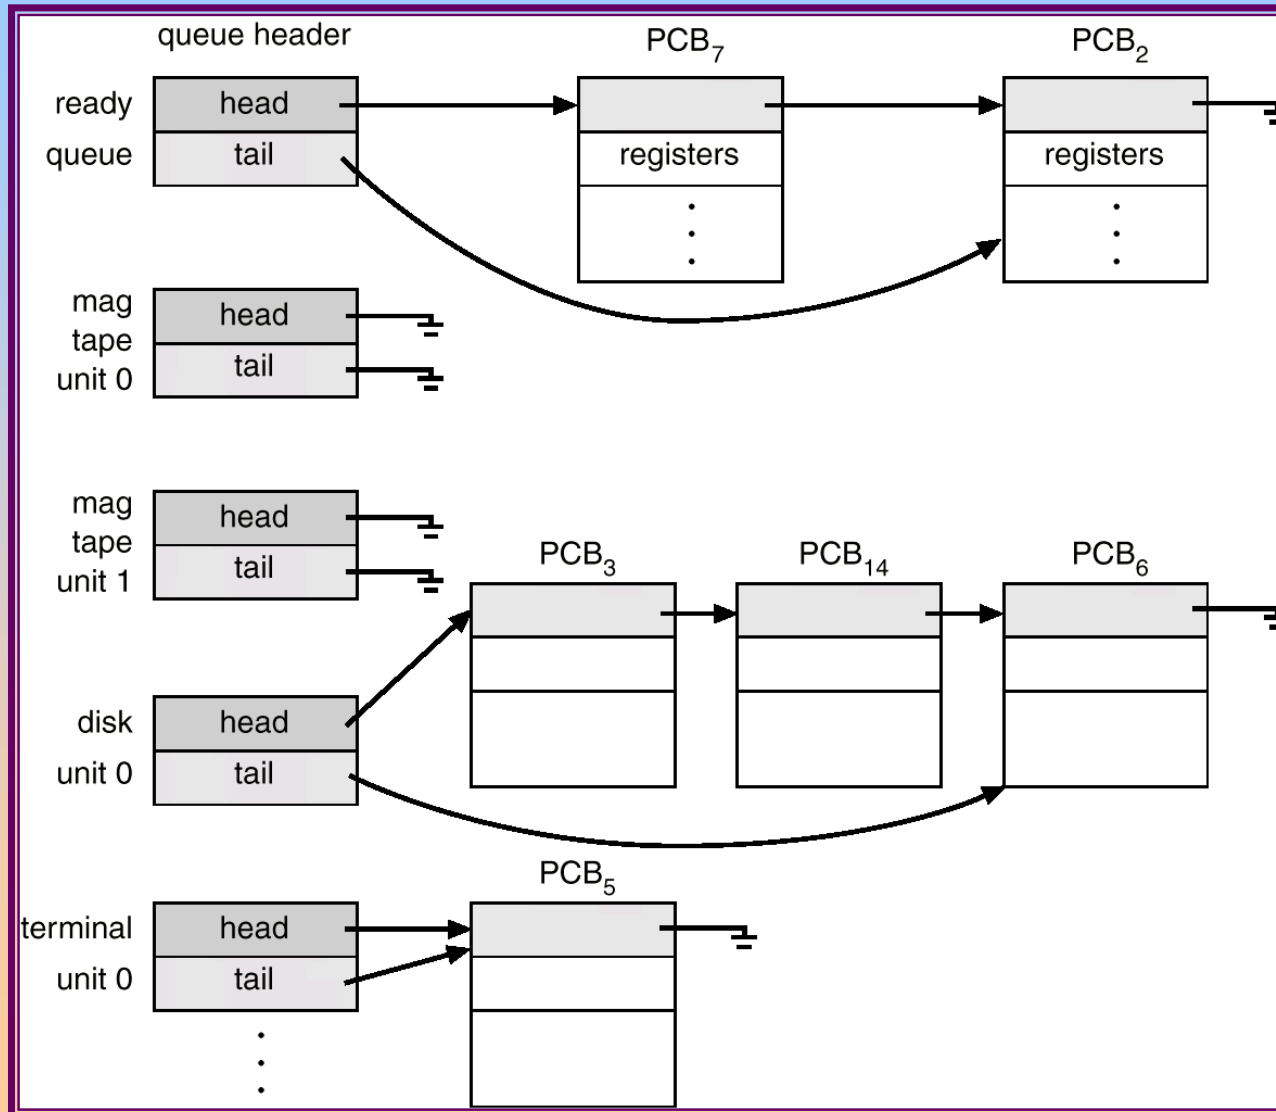 queue header
PCB7
PCB2
ready
head
queue
tail
registers
registers
mag
tape
unit 0
head
tail
mag
tape
unit 1
head
tail
PCB3
PCB14
PCB6
disk
head
unit 0
tail
PCB5
terminal
head
unit 0
tail